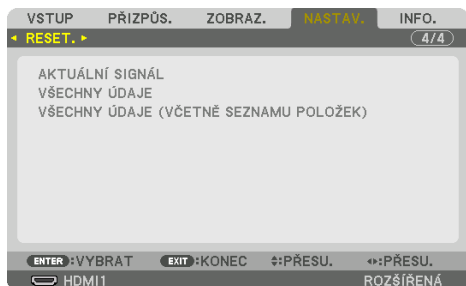 VSTUP PŘIZPŮS. ZOBRAZ. NASTAV. INFO.
RESET. 4/4
AKTUÁLNÍ SIGNÁL
VŠECHNY ÚDAJE
VŠECHNY ÚDAJE (VČETNĚ SEZNAMU POLOŽEK)
ENTER :VYBRAT EXIT :KONEC :PŘESU. :PŘESU.
HDMI1 ROZŠÍŘENÁ